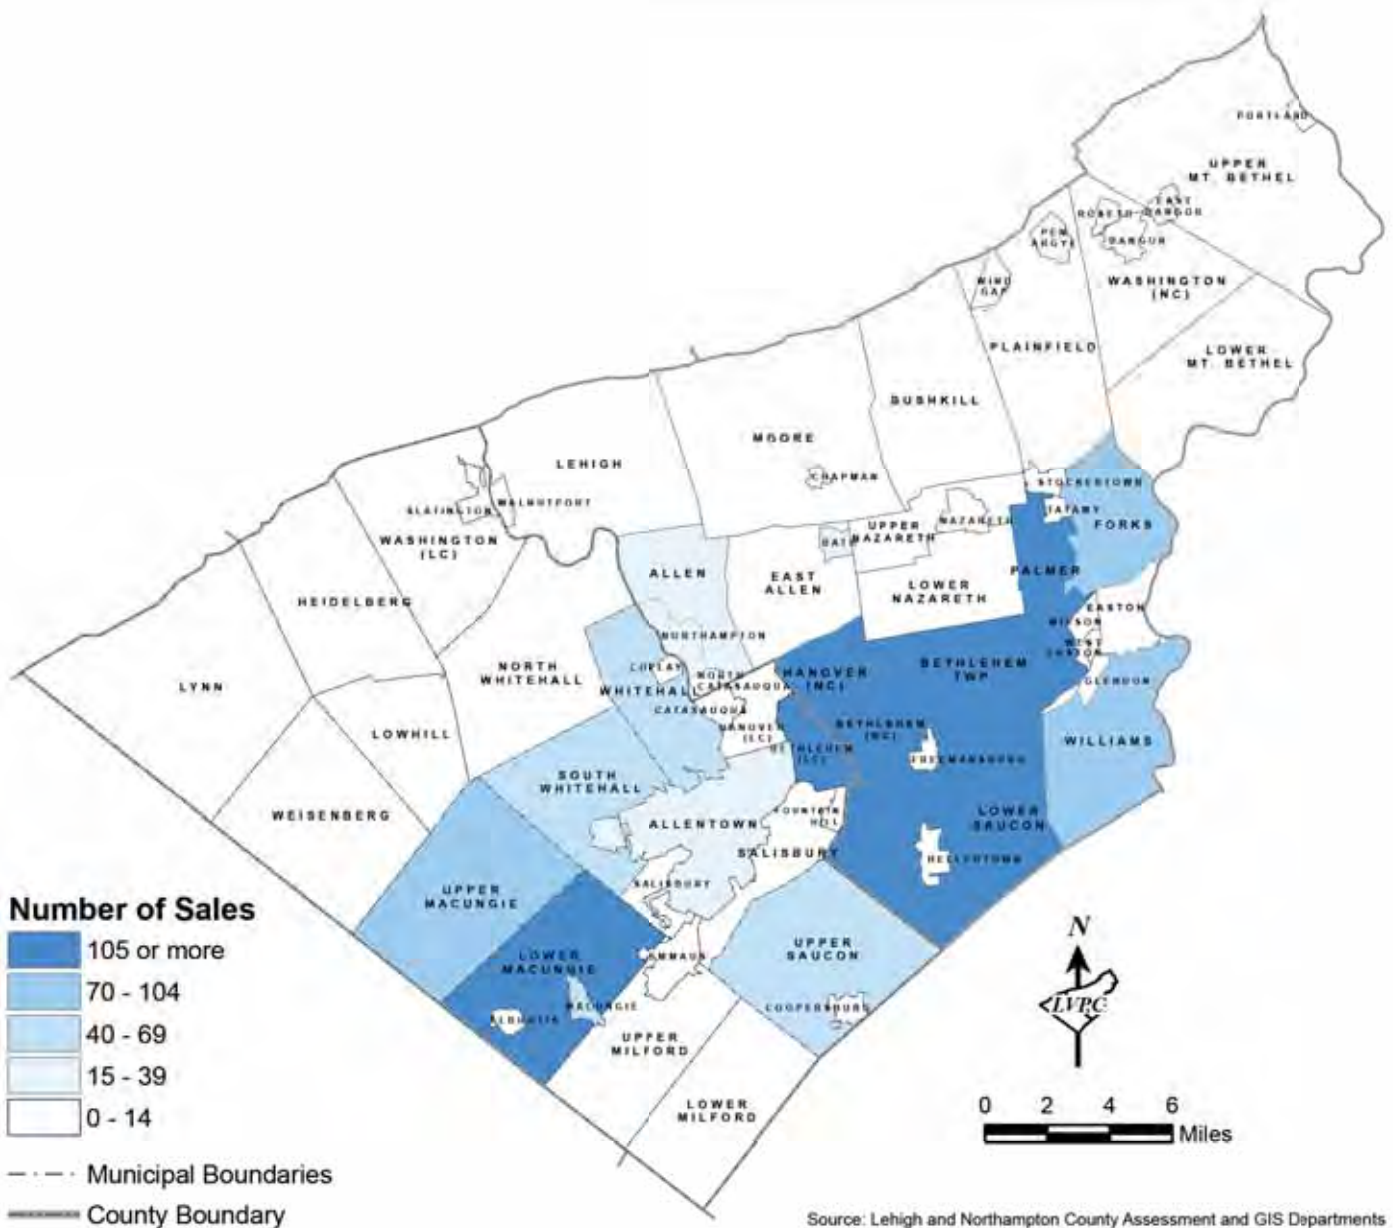 PORTLAND
UPPER
MT. BETHEL
EAST
BANGOR
ROSETO
BANGOR
PEN
ARGYL
WIND
GAP
WASHINGTON
(NC)
PLAINFIELD
LOWER
MT. BETHEL
BUSHKILL
MOORE
CHAPMAN
LEHIGH
WALNUTPORT
SLATINGTON
WASHINGTON
(LC)
STOCKERTOWN
TATAMY
FORKS
NAZARETH
UPPER
NAZARETH
BATH
ALLEN
EAST
ALLEN
LOWER
NAZARETH
PALMER
HEIDELBERG
EASTON
WILSON
WEST
EASTON
GLENDON
NORTHAMPTON
COPLAY
NORTH
WHITEHALL
WHITEHALL
NORTH
CATASAUQUA
CATASAUQUA
HANOVER
(NC)
BETHLEHEM
TWP
LYNN
LOWHILL
HANOVER
(LC)
BETHLEHEM
(LC)
BETHLEHEM
(NC)
FREEMANSBURG
WILLIAMS
SOUTH
WHITEHALL
WEISENBERG
ALLENTOWN
FOUNTAIN
HILL
LOWER
SAUCON
SALISBURY
HELLERTOWN
SALISBURY
UPPER
MACUNGIE
UPPER
SAUCON
EMMAUS
LOWER
MACUNGIE
MACUNGIE
ALBURTIS
COOPERSBURG
UPPER
MILFORD
LOWER
MILFORD
Number of Sales
105 or more
70 - 104
40 - 69
15 - 39
0 - 14
Municipal Boundaries
County Boundary
N
LVPC
0 2 4 6
Miles
Source: Lehigh and Northampton County Assessment and GIS Departments